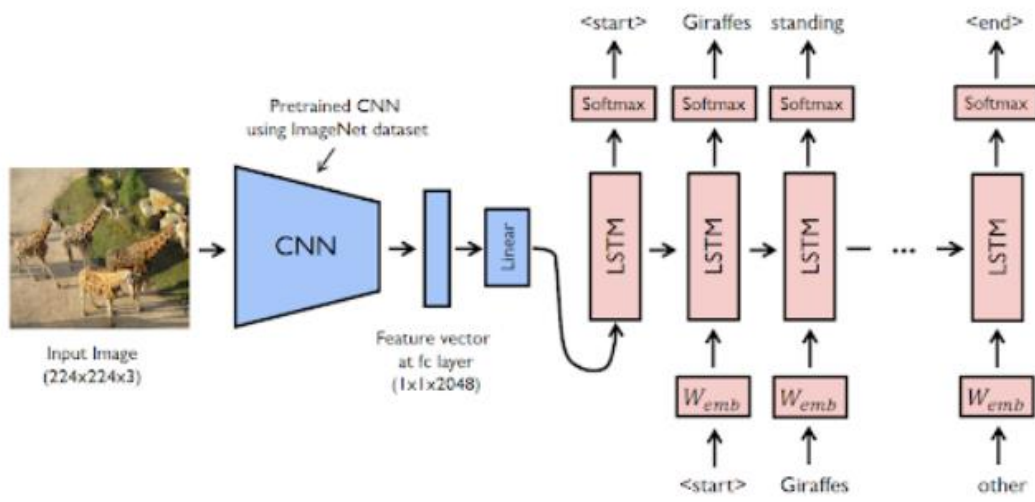 <start> Giraffes standing <end>
Softmax Softmax Softmax Softmax
Pretrained CNN
using ImageNet dataset
CNN
Linear
LSTM LSTM LSTM ... LSTM
Input Image
(224x224x3)
Feature vector
at fc layer
(1x1x2048)
W_emb W_emb W_emb
<start> Giraffes other